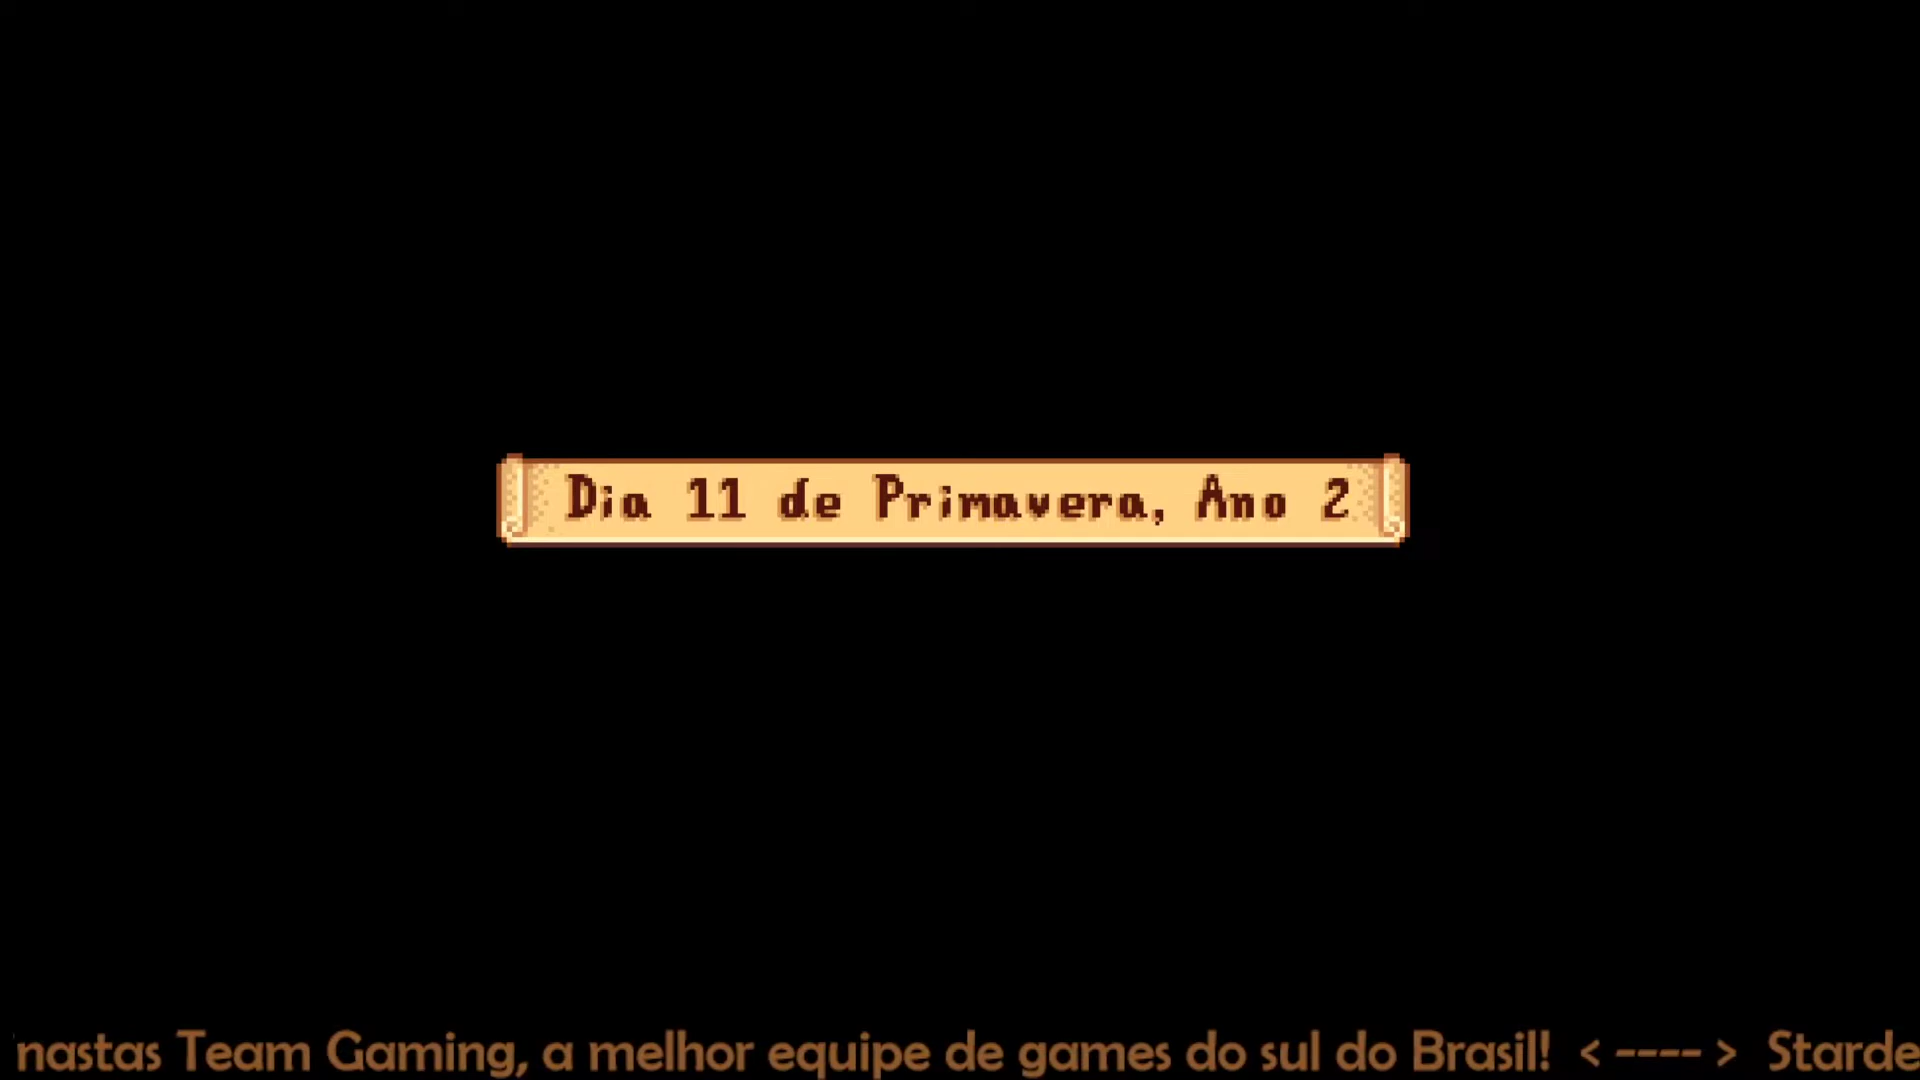 Dia 11 de Primavera, Ano 2
nastas Team Gaming, a melhor equipe de games do sul do Brasil! < ---- > Starde